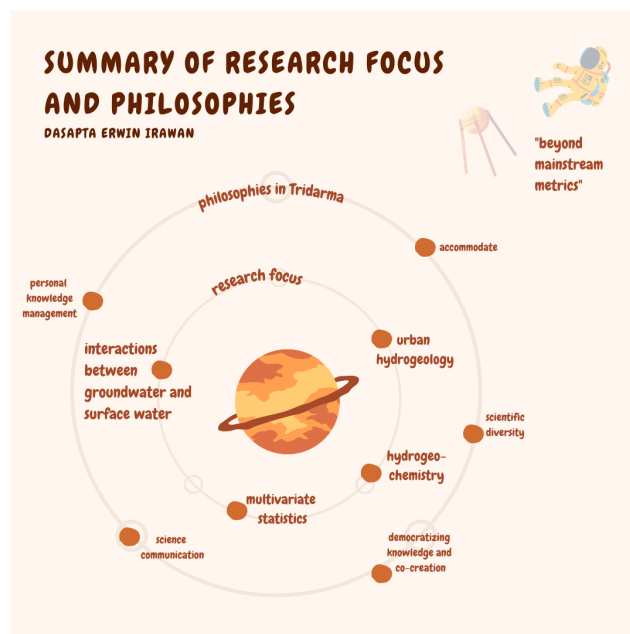 SUMMARY OF RESEARCH FOCUS
AND PHILOSOPHIES
DASAPTA ERWIN IRAWAN
"beyond
mainstream
metrics"
philosophies in Tridarma
accommodate
research focus
personal
knowledge
management
urban
hydrogeology
interactions
between
groundwater and
surface water
scientific
diversity
hydrogeo-
chemistry
multivariate
statistics
science
communication
democratizing
knowledge and
co-creation